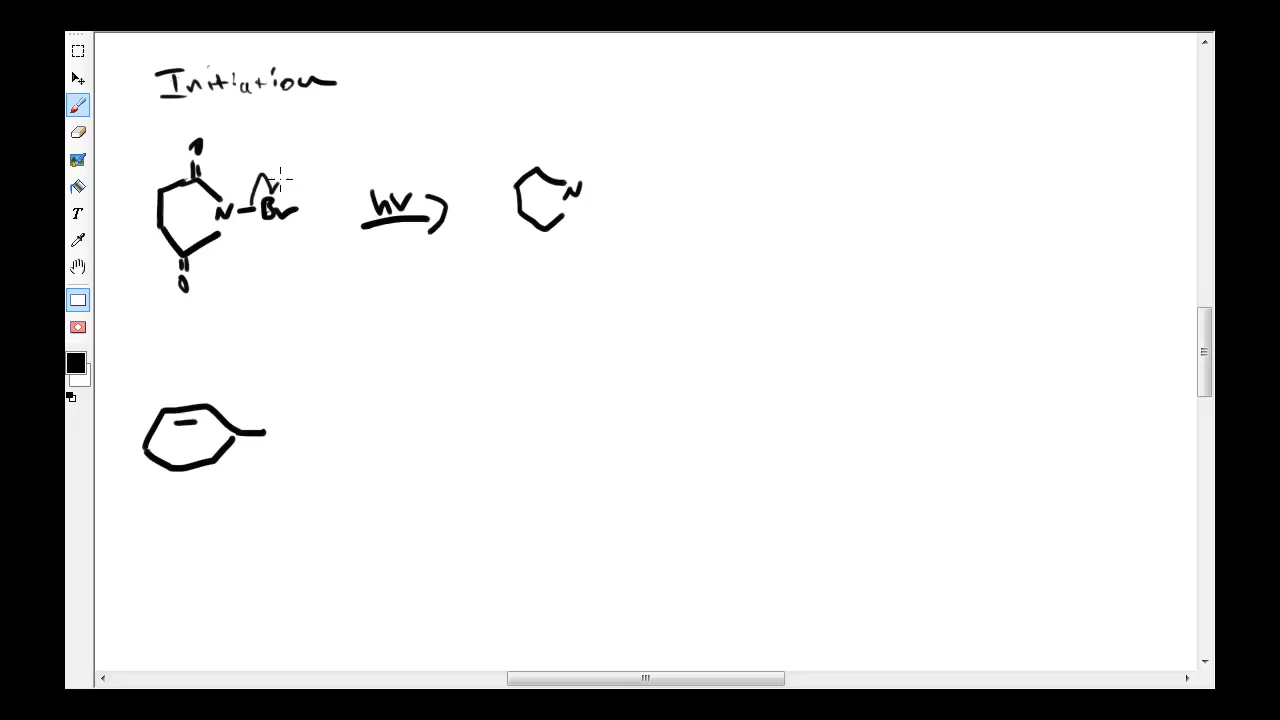 Initiation
O
N-Br hν N
O
T